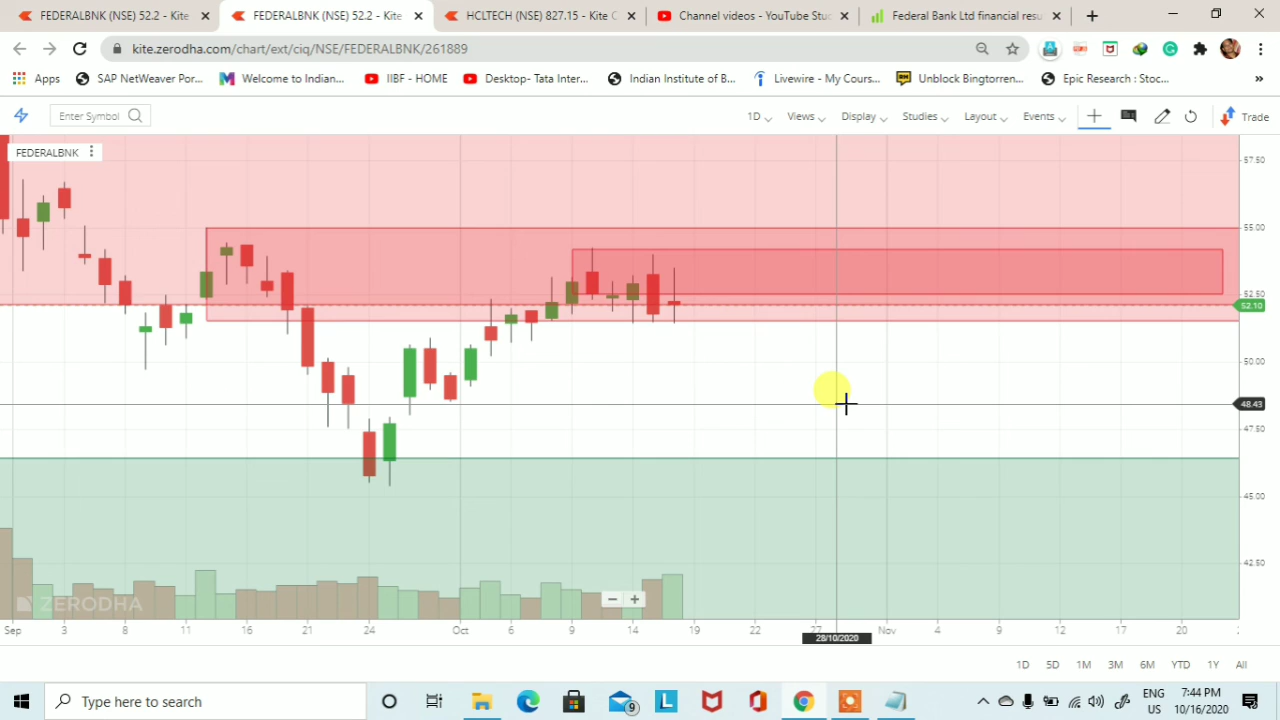 FEDERALBNK (NSE) 52.2 - Kite
FEDERALBNK (NSE) 52.2 - Kite
HCLTECH (NSE) 827.15 - Kite C
Channel videos - YouTube Stu
Federal Bank Ltd financial resu
kite.zerodha.com/chart/ext/ciq/NSE/FEDERALBNK/261889
Apps
SAP NetWeaver Por...
Welcome to Indian...
IIBF - HOME
Desktop- Tata Inter...
Indian Institute of B...
Livewire - My Cours...
Unblock Bingtorren...
Epic Research : Stoc...
»
Enter Symbol
1D
Views
Display
Studies
Layout
Events
Trade
FEDERALBNK
57.50
55.00
52.50
52.10
50.00
48.43
47.50
45.00
42.50
ZERODHA
Sep
3
8
11
16
21
24
Oct
6
9
14
19
22
27
Nov
4
9
12
17
20
28/10/2020
1D
5D
1M
3M
6M
YTD
1Y
All
Type here to search
9
ENG
US
7:44 PM
10/16/2020